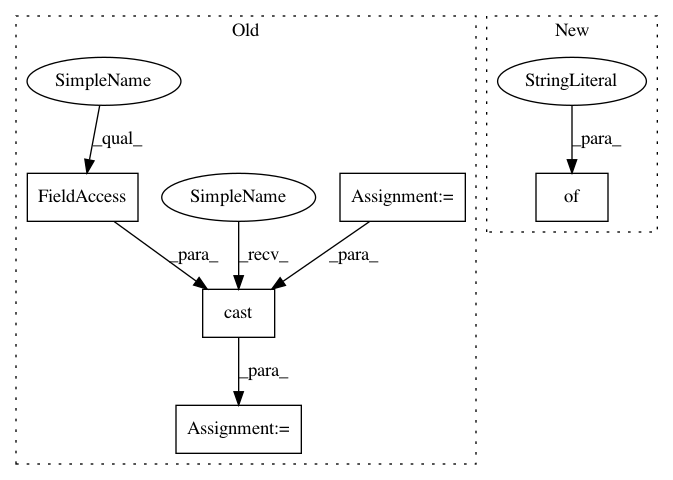 Old
New
SimpleName
StringLiteral
_qual_
_para_
FieldAccess
SimpleName
Assignment:=
of
_para_
_recv_
_para_
cast
_para_
Assignment:=